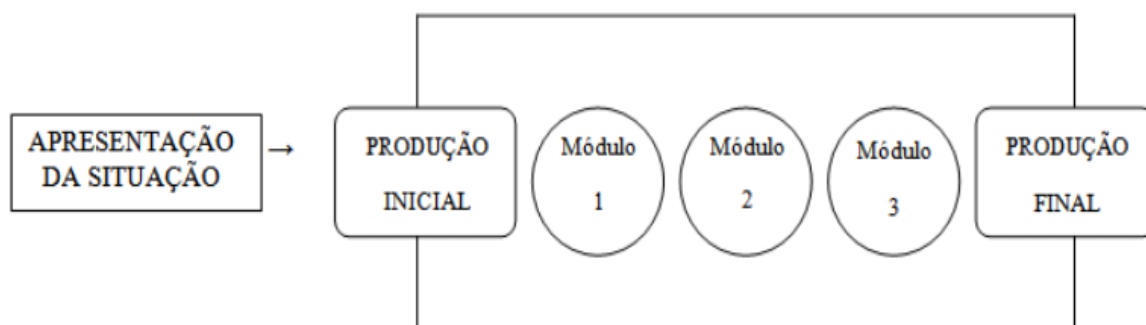 APRESENTAÇÃO
DA SITUAÇÃO
→
PRODUÇÃO
INICIAL
Módulo
1
Módulo
2
Módulo
3
PRODUÇÃO
FINAL